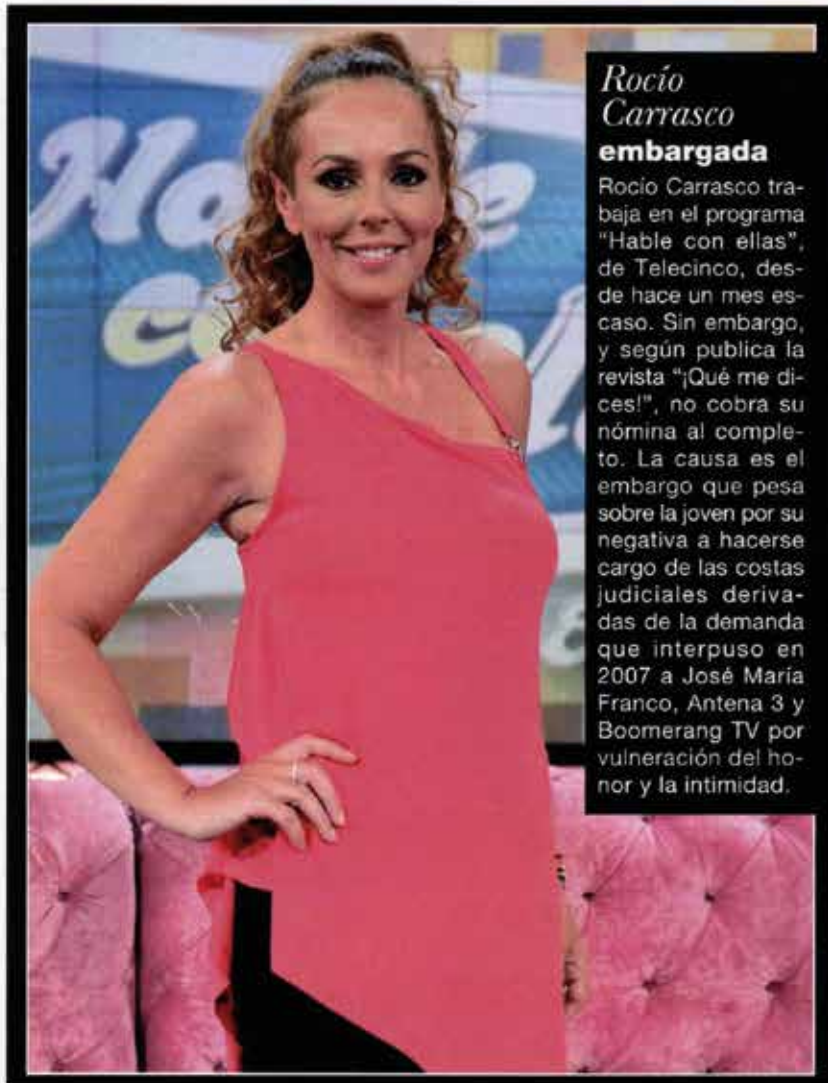 Hable
con ellas
Rocío
Carrasco
embargada
Rocío Carrasco tra-
baja en el programa
"Hable con ellas",
de Telecinco, des-
de hace un mes es-
caso. Sin embargo,
y según publica la
revista "¡Qué me di-
ces!", no cobra su
nómina al comple-
to. La causa es el
embargo que pesa
sobre la joven por su
negativa a hacerse
cargo de las costas
judiciales deriva-
das de la demanda
que interpuso en
2007 a José María
Franco, Antena 3 y
Boomerang TV por
vulneración del ho-
nor y la intimidad.